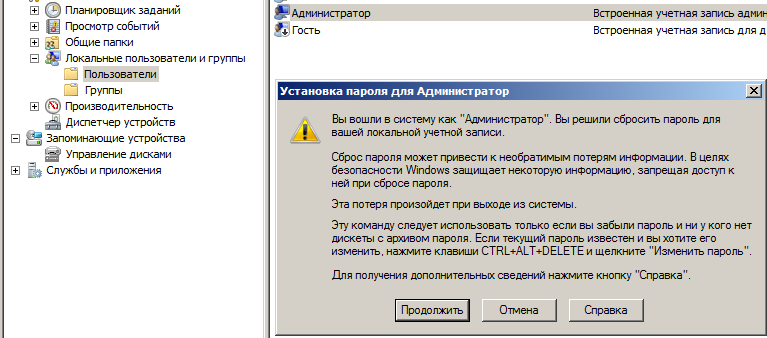 Планировщик заданий
Просмотр событий
Общие папки
Локальные пользователи и группы
Пользователи
Группы
Производительность
Диспетчер устройств
Запоминающие устройства
Управление дисками
Службы и приложения
Администратор Встроенная учетная запись админ
Гость Встроенная учетная запись для д
Установка пароля для Администратор
Вы вошли в систему как "Администратор". Вы решили сбросить пароль для
вашей локальной учетной записи.
Сброс пароля может привести к необратимым потерям информации. В целях
безопасности Windows защищает некоторую информацию, запрещая доступ к
ней при сбросе пароля.
Эта потеря произойдет при выходе из системы.
Эту команду следует использовать только если вы забыли пароль и ни у кого нет
дискеты с архивом пароля. Если текущий пароль известен и вы хотите его
изменить, нажмите клавиши CTRL+ALT+DELETE и щелкните "Изменить пароль".
Для получения дополнительных сведений нажмите кнопку "Справка".
Продолжить Отмена Справка